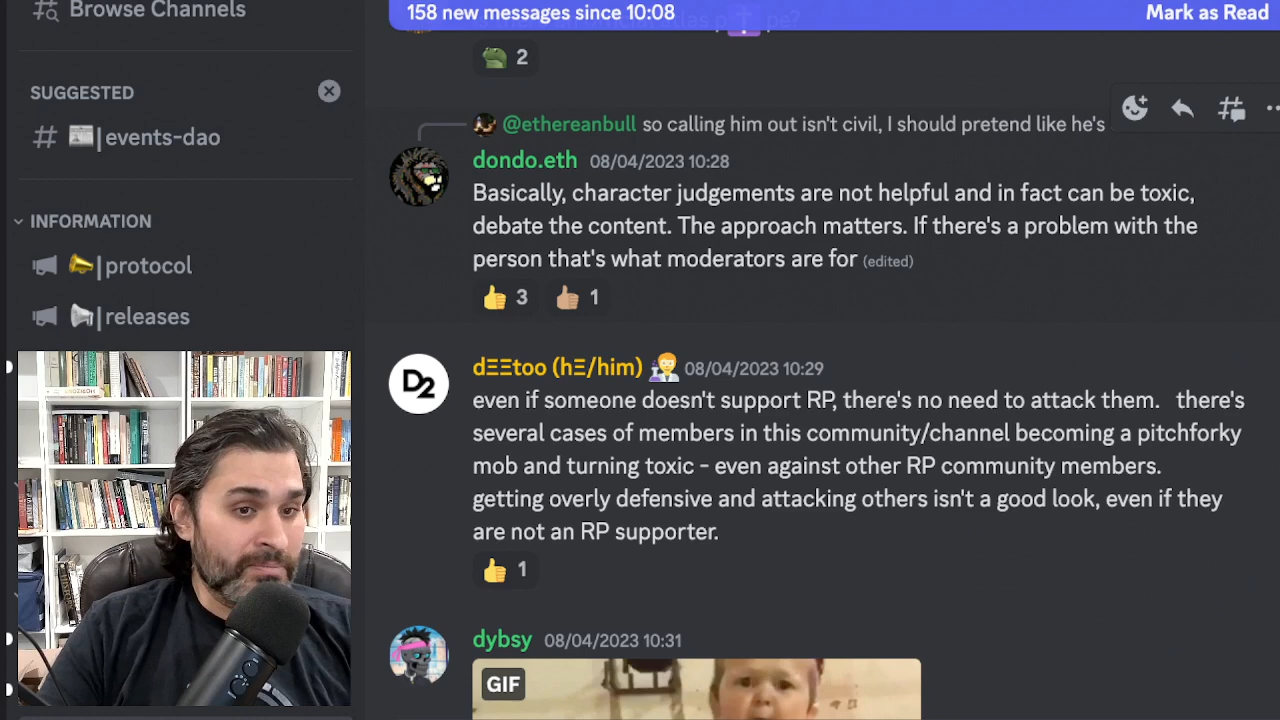 Browse Channels
158 new messages since 10:08
Mark as Read
2
SUGGESTED
events-dao
@ethereanbull so calling him out isn't civil, I should pretend like he's
dondo.eth 08/04/2023 10:28
Basically, character judgements are not helpful and in fact can be toxic,
debate the content. The approach matters. If there's a problem with the
person that's what moderators are for (edited)
3 1
INFORMATION
protocol
releases
D2
dΞΞtoo (hΞ/him) 08/04/2023 10:29
even if someone doesn't support RP, there's no need to attack them. there's
several cases of members in this community/channel becoming a pitchforky
mob and turning toxic - even against other RP community members.
getting overly defensive and attacking others isn't a good look, even if they
are not an RP supporter.
1
dybsy 08/04/2023 10:31
GIF